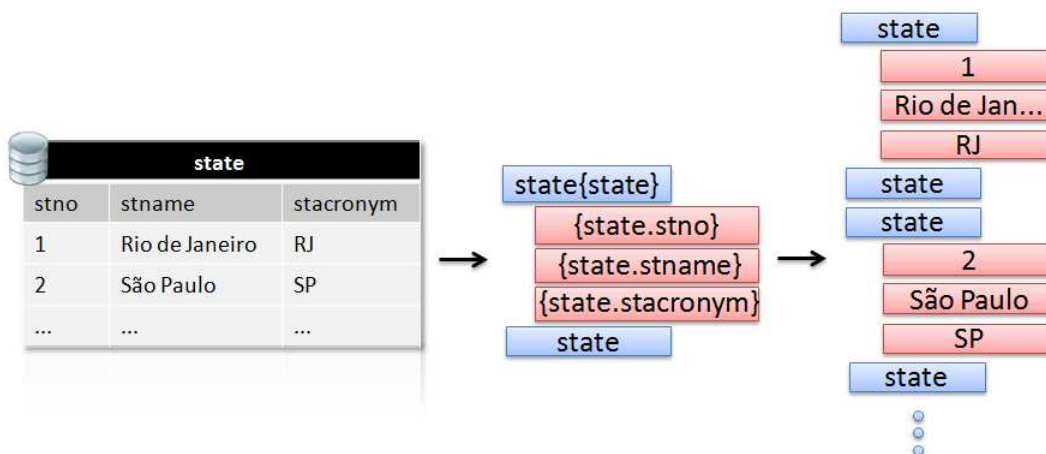 state
stno stname stacronym
1 Rio de Janeiro RJ
2 São Paulo SP
... ... ...
state{state}
{state.stno}
{state.stname}
{state.stacronym}
state
state
1
Rio de Jan...
RJ
state
state
2
São Paulo
SP
state